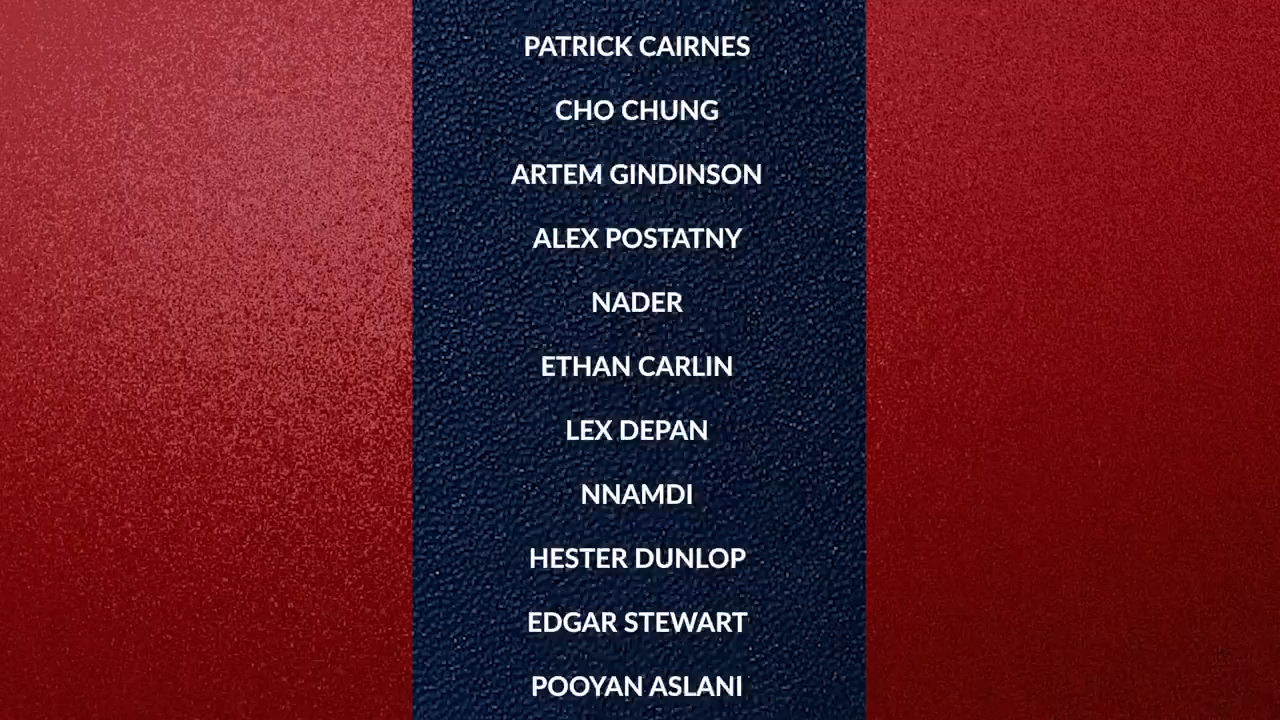 PATRICK CAIRNES
CHO CHUNG
ARTEM GINDINSON
ALEX POSTATNY
NADER
ETHAN CARLIN
LEX DEPAN
NNAMDI
HESTER DUNLOP
EDGAR STEWART
POOYAN ASLANI